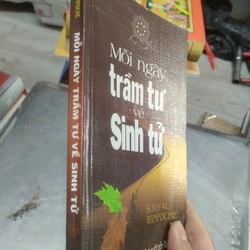 Mỗi ngày
trầm tư
về
Sinh tử
SOGYAL
RINPOCHE
MỖI NGÀY TRẦM TƯ VỀ SINH TỬ